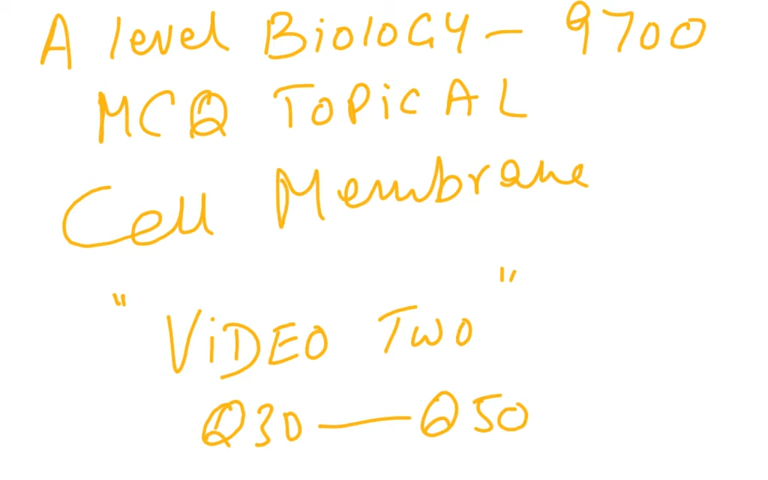 A level BioloGY - 9700
MCQ TOPiCAL
Cell Membrane
"VIDEO Two"
Q30 — Q50